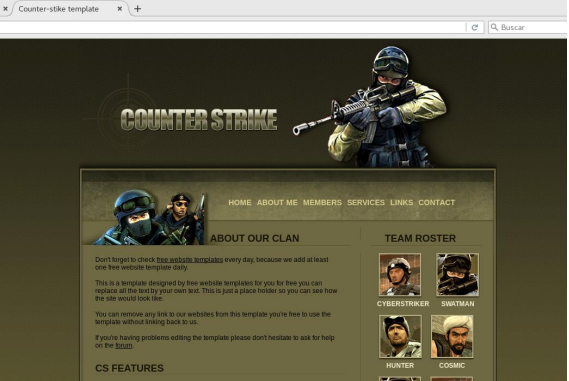 Counter-stike template
Buscar
COUNTER STRIKE
HOME ABOUT ME MEMBERS SERVICES LINKS CONTACT
ABOUT OUR CLAN
Don't forget to check free website templates every day, because we add at least
one free website template daily.
This is a template designed by free website templates for you for free you can
replace all the text by your own text. This is just a place holder so you can see how
the site would look like.
You can remove any link to our websites from this template you're free to use the
template without linking back to us.
If you're having problems editing the template please don't hesitate to ask for help
on the forum.
CS FEATURES
TEAM ROSTER
CYBERSTRIKER SWATMAN
HUNTER COSMIC